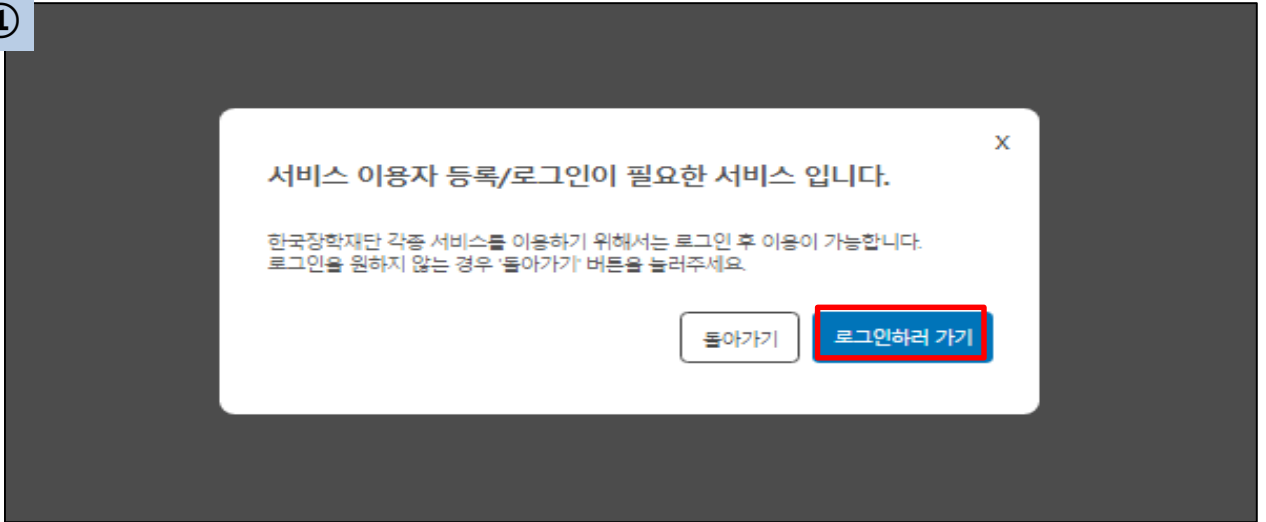 ①
X
서비스 이용자 등록/로그인이 필요한 서비스 입니다.
한국장학재단 각종 서비스를 이용하기 위해서는 로그인 후 이용이 가능합니다.
로그인을 원하지 않는 경우 '돌아가기' 버튼을 눌러주세요.
돌아가기 로그인하러 가기